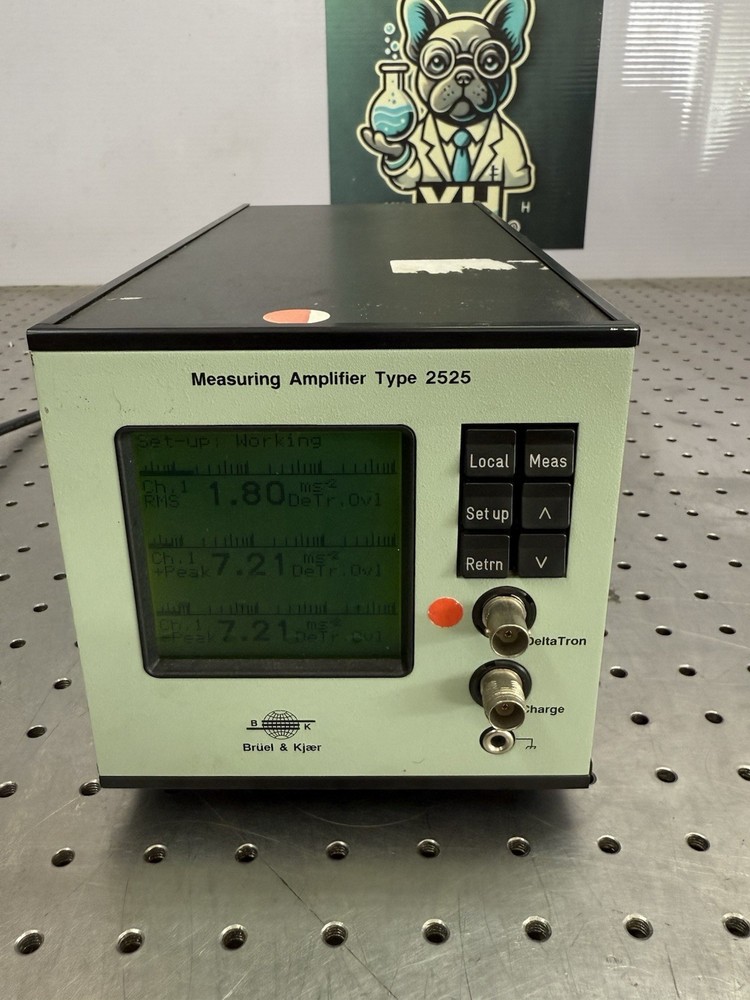 YH
H
®
Measuring Amplifier Type 2525
Set-up: Working
Ch.1 RMS 1.80 ms-2 DeTr.Ovl
Ch.1 +Peak 7.21 ms-2 DeTr.Ovl
Ch.1 -Peak 7.21 ms-2 DeTr.Ovl
Local Meas
Set up ∧
Retrn ∨
DeltaTron
Charge
B K
Brüel & Kjær